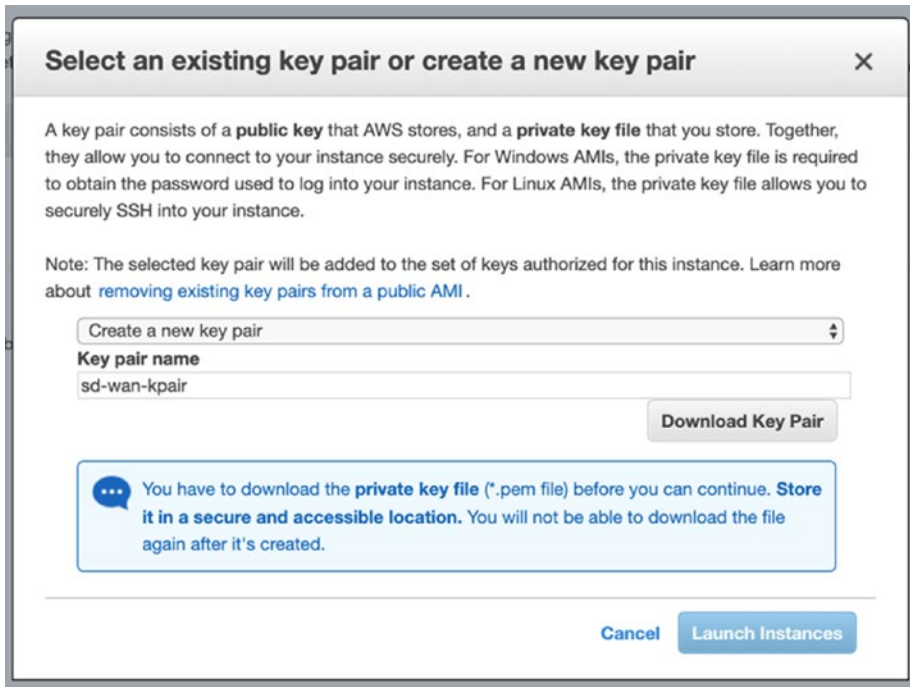 Select an existing key pair or create a new key pair
A key pair consists of a public key that AWS stores, and a private key file that you store. Together,
they allow you to connect to your instance securely. For Windows AMIs, the private key file is required
to obtain the password used to log into your instance. For Linux AMIs, the private key file allows you to
securely SSH into your instance.
Note: The selected key pair will be added to the set of keys authorized for this instance. Learn more
about removing existing key pairs from a public AMI.
Create a new key pair
Key pair name
sd-wan-kpair
Download Key Pair
You have to download the private key file (*.pem file) before you can continue. Store
it in a secure and accessible location. You will not be able to download the file
again after it's created.
Cancel Launch Instances